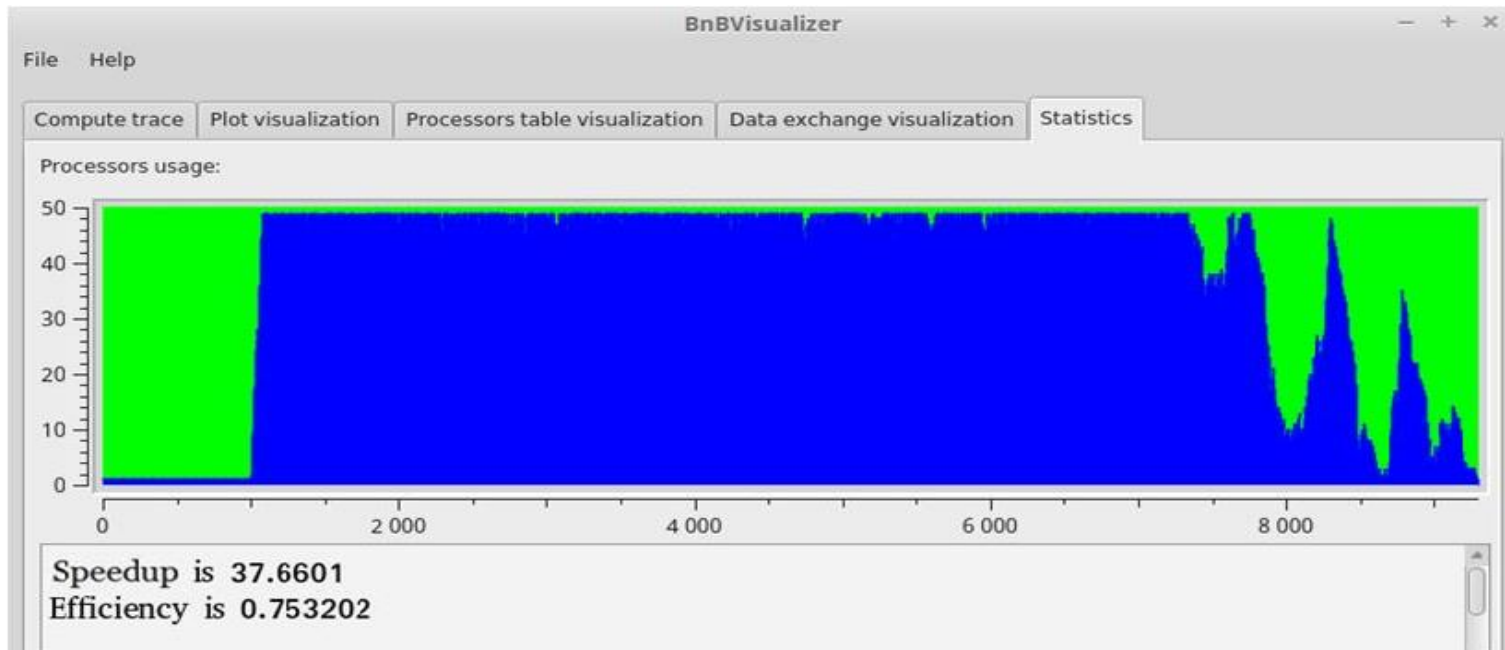 BnBVisualizer
File Help
Compute trace Plot visualization Processors table visualization Data exchange visualization Statistics
Processors usage:
50
40
30
20
10
0
0 2 000 4 000 6 000 8 000
Speedup is 37.6601
Efficiency is 0.753202